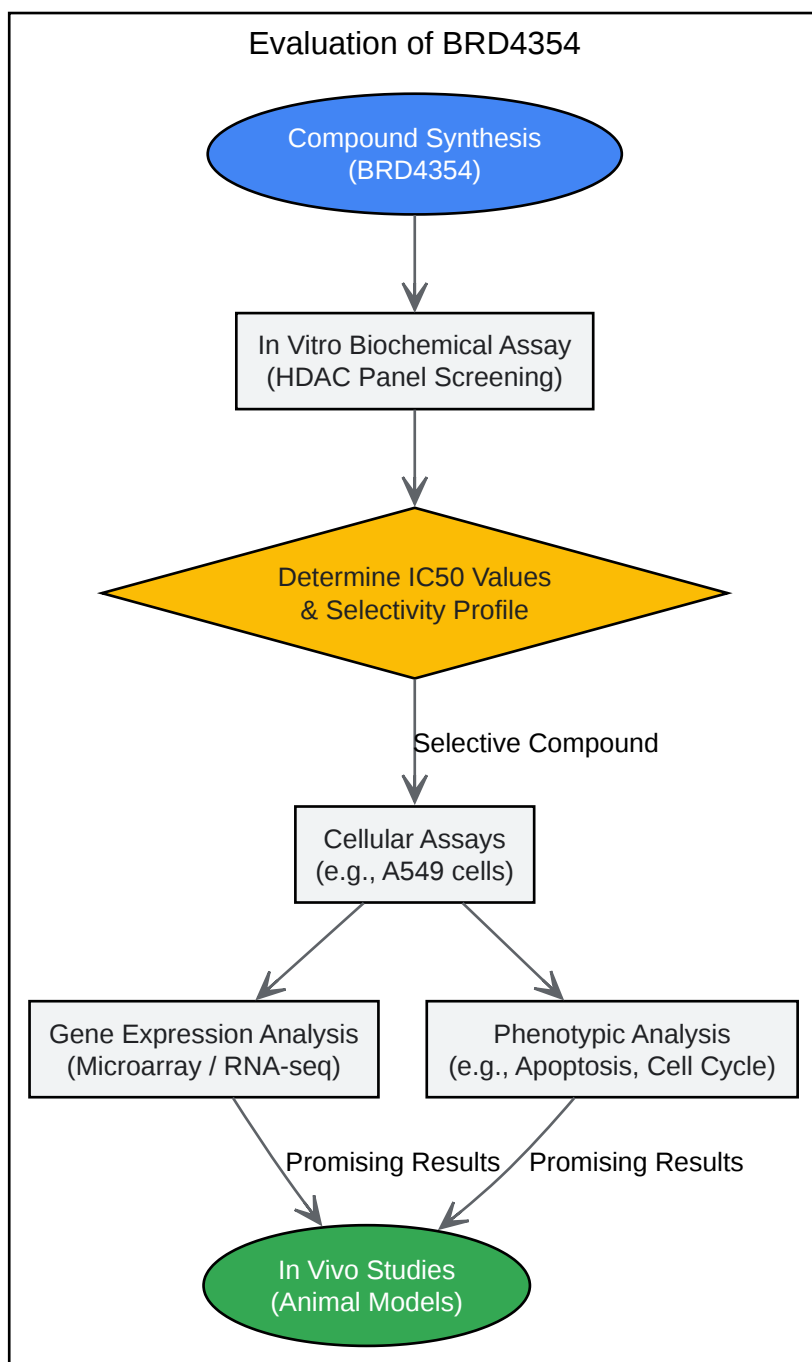 Evaluation of BRD4354
Compound Synthesis
(BRD4354)
In Vitro Biochemical Assay
(HDAC Panel Screening)
Determine IC50 Values
& Selectivity Profile
Selective Compound
Cellular Assays
(e.g., A549 cells)
Gene Expression Analysis
(Microarray / RNA-seq)
Phenotypic Analysis
(e.g., Apoptosis, Cell Cycle)
Promising Results
Promising Results
In Vivo Studies
(Animal Models)